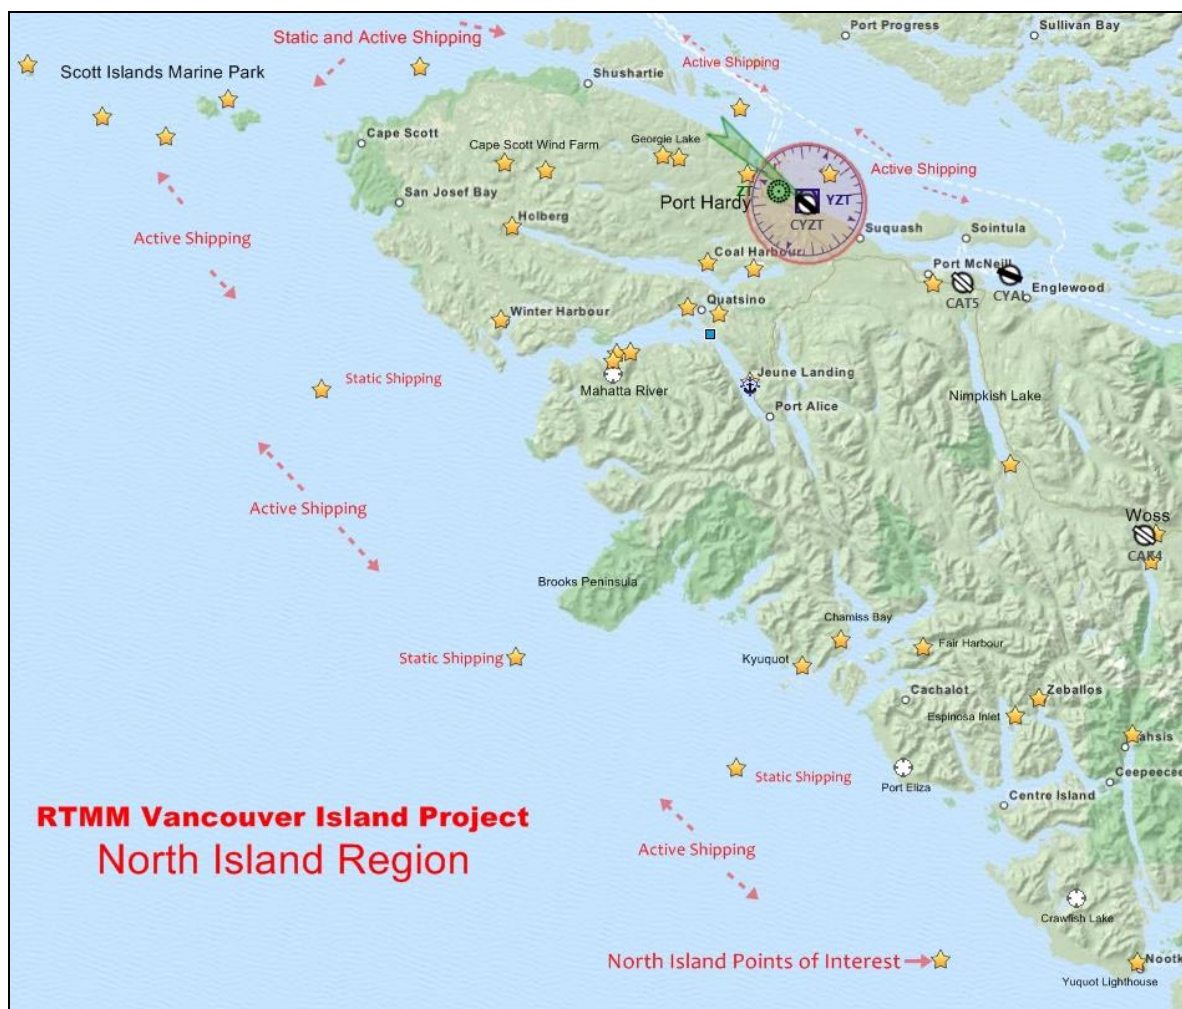 Port Progress
Sullivan Bay
Static and Active Shipping
Active Shipping
Scott Islands Marine Park
Shushartie
Cape Scott
Cape Scott Wind Farm
Georgie Lake
Active Shipping
San Josef Bay
ZT
Port Hardy
YZT
CYZT
Holberg
Suquash
Sointula
Active Shipping
Coal Harbour
Port McNeill
CAT5
CYAL
Englewood
Quatsino
Winter Harbour
Static Shipping
Mahatta River
Jeune Landing
Port Alice
Nimpkish Lake
Active Shipping
Woss
CAK4
Brooks Peninsula
Chamiss Bay
Static Shipping
Kyuquot
Fair Harbour
Cachalot
Zeballos
Espinosa Inlet
ahsis
Static Shipping
Port Eliza
Ceepecee
Centre Island
RTMM Vancouver Island Project
North Island Region
Active Shipping
Crawfish Lake
North Island Points of Interest
Nootk
Yuquot Lighthouse